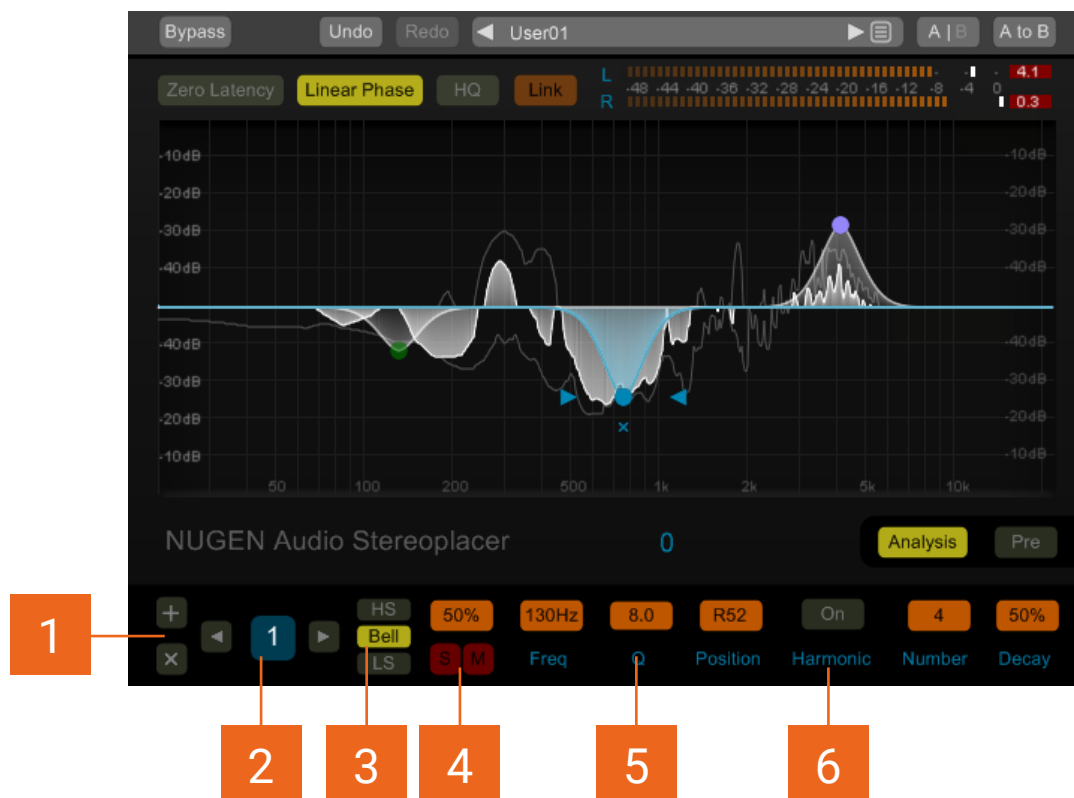 Bypass Undo Redo User01 A | B A to B
Zero Latency Linear Phase HQ Link
L - - - 4.1
-48 -44 -40 -36 -32 -28 -24 -20 -16 -12 -8 -4 0
R 0.3
-10dB -10dB
-20dB -20dB
-30dB -30dB
-40dB -40dB
-40dB -40dB
-30dB -30dB
-20dB -20dB
-10dB -10dB
50 100 200 500 1k 2k 5k 10k
NUGEN Audio Stereoplacer 0 Analysis Pre
+ HS 50% 130Hz 8.0 R52 On 4 50%
1 1 Bell
× LS S M Freq Q Position Harmonic Number Decay
2 3 4 5 6